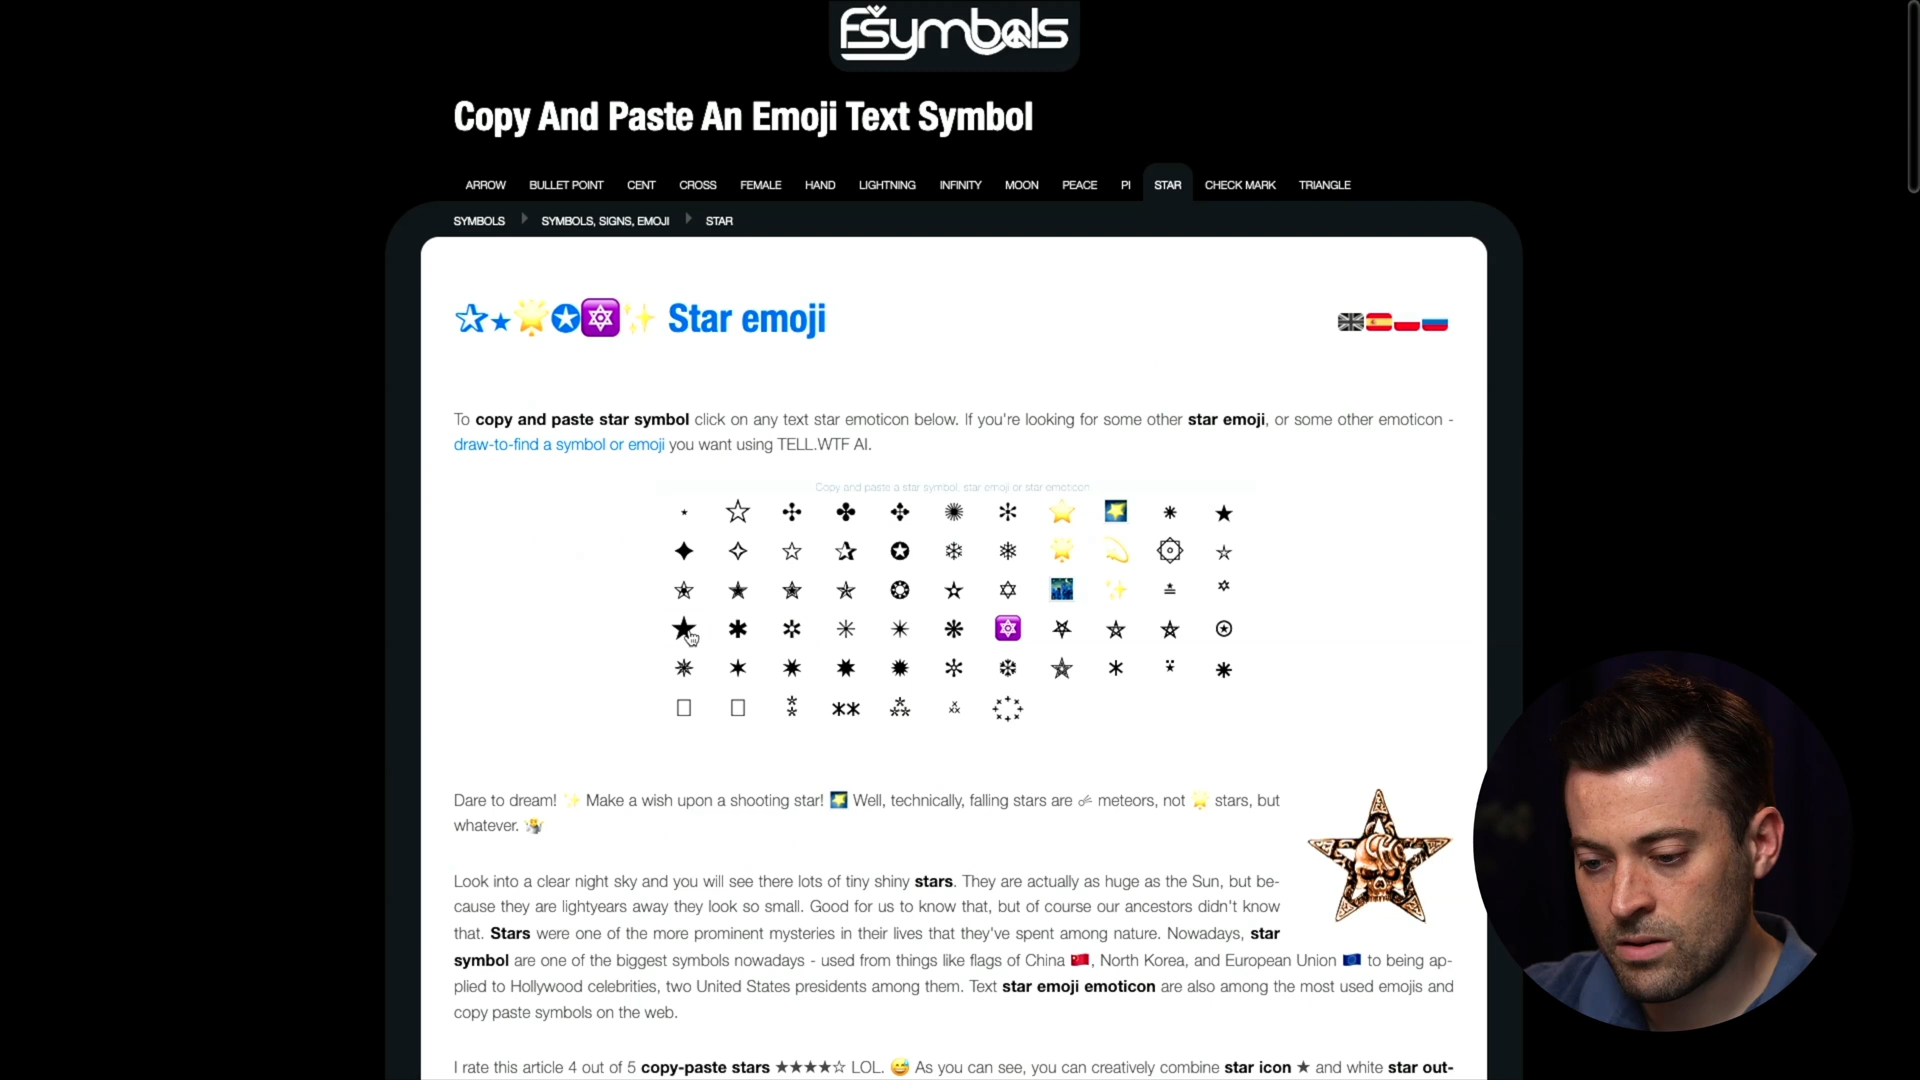 fsymbols
Copy And Paste An Emoji Text Symbol
ARROW BULLET POINT CENT CROSS FEMALE HAND LIGHTNING INFINITY MOON PEACE PI STAR CHECK MARK TRIANGLE
SYMBOLS SYMBOLS, SIGNS, EMOJI STAR
✰⋆🌟✪🔯✨ Star emoji
To copy and paste star symbol click on any text star emoticon below. If you're looking for some other star emoji, or some other emoticon -
draw-to-find a symbol or emoji you want using TELL.WTF AI.
Copy and paste a star symbol, star emoji or star emoticon
⋆ ☆ ✢ ✤ ✥ ✺ ✻ ⭐ 🌠 ⁕ ★
✦ ✧ ✩ ✰ ✪ ❄ ❅ 🌟 💫 ۞ ⛤
✫ ✭ ✬ ✯ ❂ ✰ ✡ 🌃 ✨ ≛ ꙳
★ ✱ ✲ ✳ ✴ ❋ 🔯 ⛧ ⛤ ⛥ ⍟
✵ ✶ ✷ ✸ ✹ ✼ ❆ ⛦ * ⍣ ⁕
⁑ ** ⁂ ∴ ҉
Dare to dream! ✨ Make a wish upon a shooting star! 🌠 Well, technically, falling stars are ☄ meteors, not 🌟 stars, but
whatever. 🤷
Look into a clear night sky and you will see there lots of tiny shiny stars. They are actually as huge as the Sun, but be-
cause they are lightyears away they look so small. Good for us to know that, but of course our ancestors didn't know
that. Stars were one of the more prominent mysteries in their lives that they've spent among nature. Nowadays, star
symbol are one of the biggest symbols nowadays - used from things like flags of China 🇨🇳, North Korea, and European Union 🇪🇺 to being ap-
plied to Hollywood celebrities, two United States presidents among them. Text star emoji emoticon are also among the most used emojis and
copy paste symbols on the web.
I rate this article 4 out of 5 copy-paste stars ★★★★☆ LOL. 😅 As you can see, you can creatively combine star icon ★ and white star out-